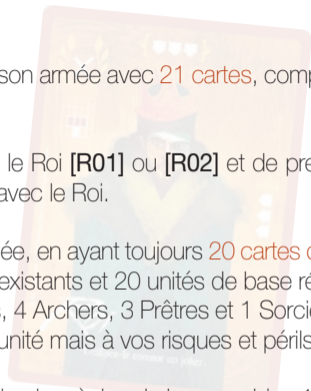 son armée avec 21 cartes, comp
le Roi [R01] ou [R02] et de pre
avec le Roi.
ée, en ayant toujours 20 cartes
existants et 20 unités de base ré
, 4 Archers, 3 Prêtres et 1 Sorci
unité mais à vos risques et périls